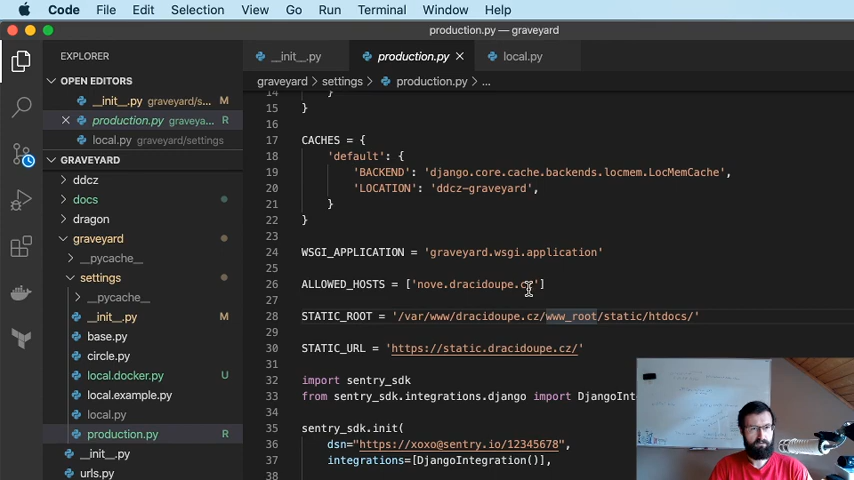 Code File Edit Selection View Go Run Terminal Window Help
production.py — graveyard
EXPLORER
__init__.py
production.py
local.py
graveyard > settings > production.py > ...
OPEN EDITORS
__init__.py graveyard/s... M
production.py graveya... R
local.py graveyard/settings
GRAVEYARD
ddcz
docs
dragon
graveyard
__pycache__
settings
__pycache__
__init__.py M
base.py
circle.py
local.docker.py U
local.example.py
local.py
production.py R
__init__.py
urls.py
14 }
15 }
16
17 CACHES = {
18 'default': {
19 'BACKEND': 'django.core.cache.backends.locmem.LocMemCache',
20 'LOCATION': 'ddcz-graveyard',
21 }
22 }
23
24 WSGI_APPLICATION = 'graveyard.wsgi.application'
25
26 ALLOWED_HOSTS = ['nove.dracidoupe.cz']
27
28 STATIC_ROOT = '/var/www/dracidoupe.cz/www_root/static/htdocs/'
29
30 STATIC_URL = 'https://static.dracidoupe.cz/'
31
32 import sentry_sdk
33 from sentry_sdk.integrations.django import DjangoInte
34
35 sentry_sdk.init(
36 dsn="https://xoxo@sentry.io/12345678",
37 integrations=[DjangoIntegration()],
38